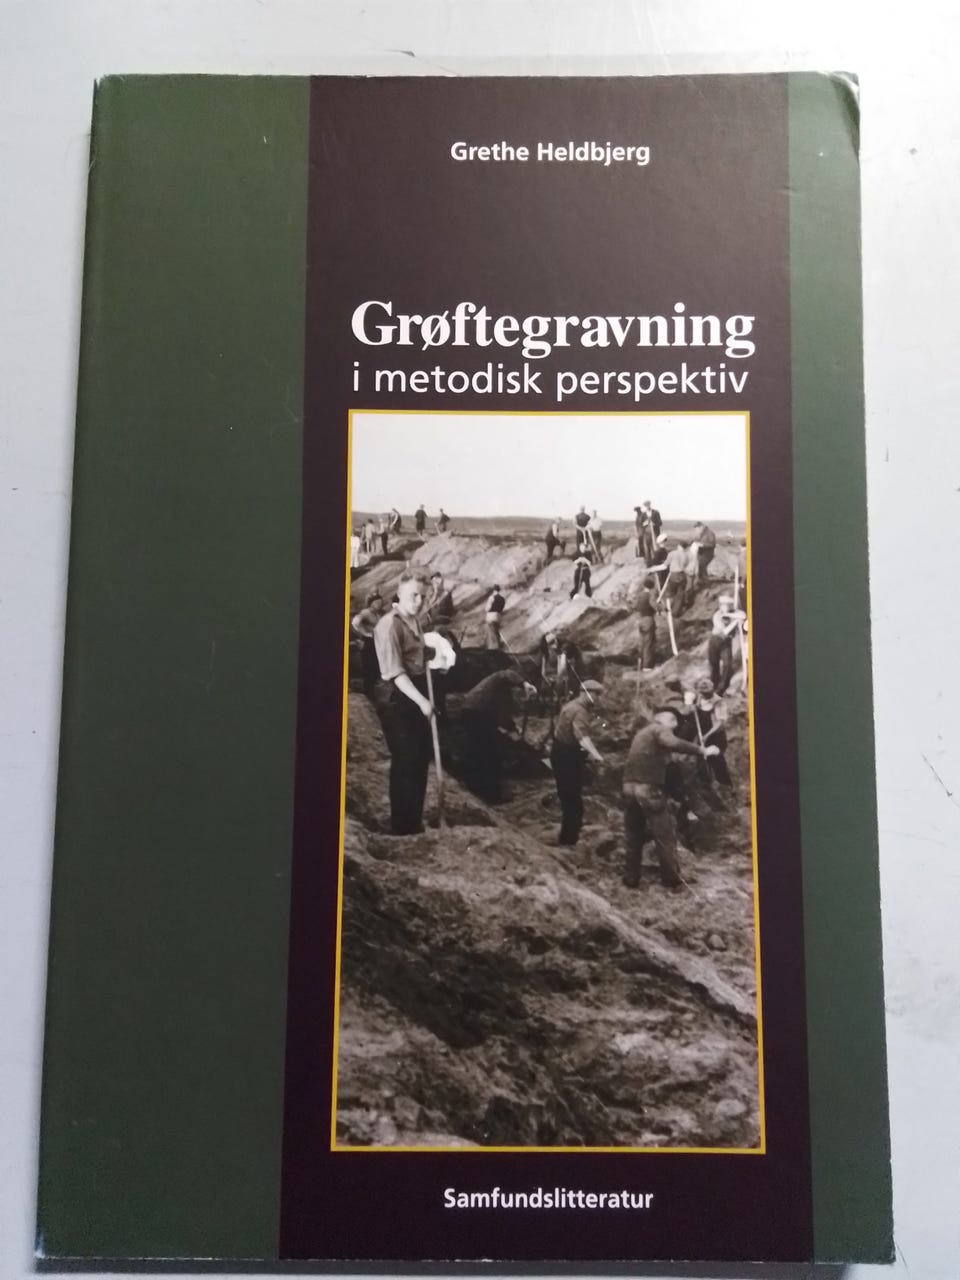 Grethe Heldbjerg
Grøftegravning
i metodisk perspektiv
Samfundslitteratur